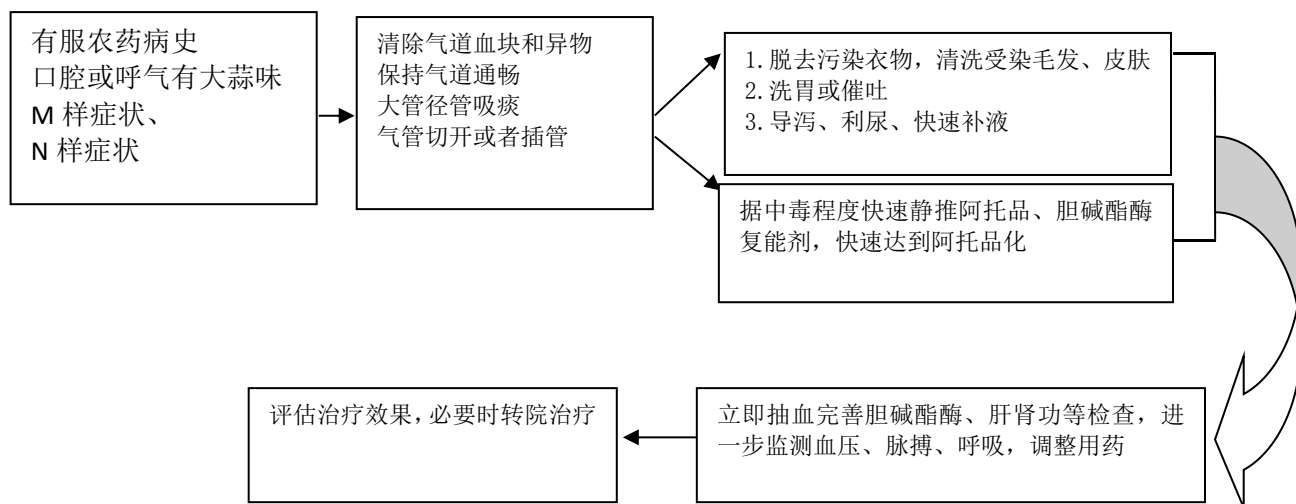 有服农药病史
口腔或呼气有大蒜味
M 样症状、
N 样症状
清除气道血块和异物
保持气道通畅
大管径管吸痰
气管切开或者插管
1.脱去污染衣物，清洗受染毛发、皮肤
2.洗胃或催吐
3.导泻、利尿、快速补液
据中毒程度快速静推阿托品、胆碱酯酶
复能剂，快速达到阿托品化
立即抽血完善胆碱酯酶、肝肾功等检查，进
一步监测血压、脉搏、呼吸，调整用药
评估治疗效果，必要时转院治疗